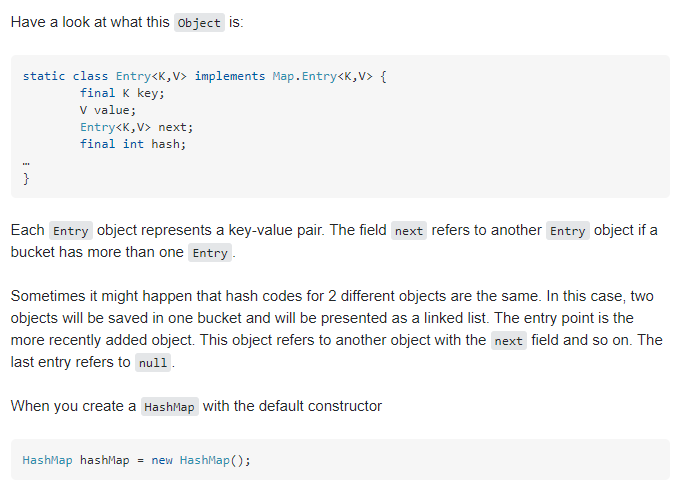 Have a look at what this Object is:
static class Entry<K,V> implements Map.Entry<K,V> {
        final K key;
        V value;
        Entry<K,V> next;
        final int hash;
…
}
Each Entry object represents a key-value pair. The field next refers to another Entry object if a
bucket has more than one Entry.
Sometimes it might happen that hash codes for 2 different objects are the same. In this case, two
objects will be saved in one bucket and will be presented as a linked list. The entry point is the
more recently added object. This object refers to another object with the next field and so on. The
last entry refers to null.
When you create a HashMap with the default constructor
HashMap hashMap = new HashMap();